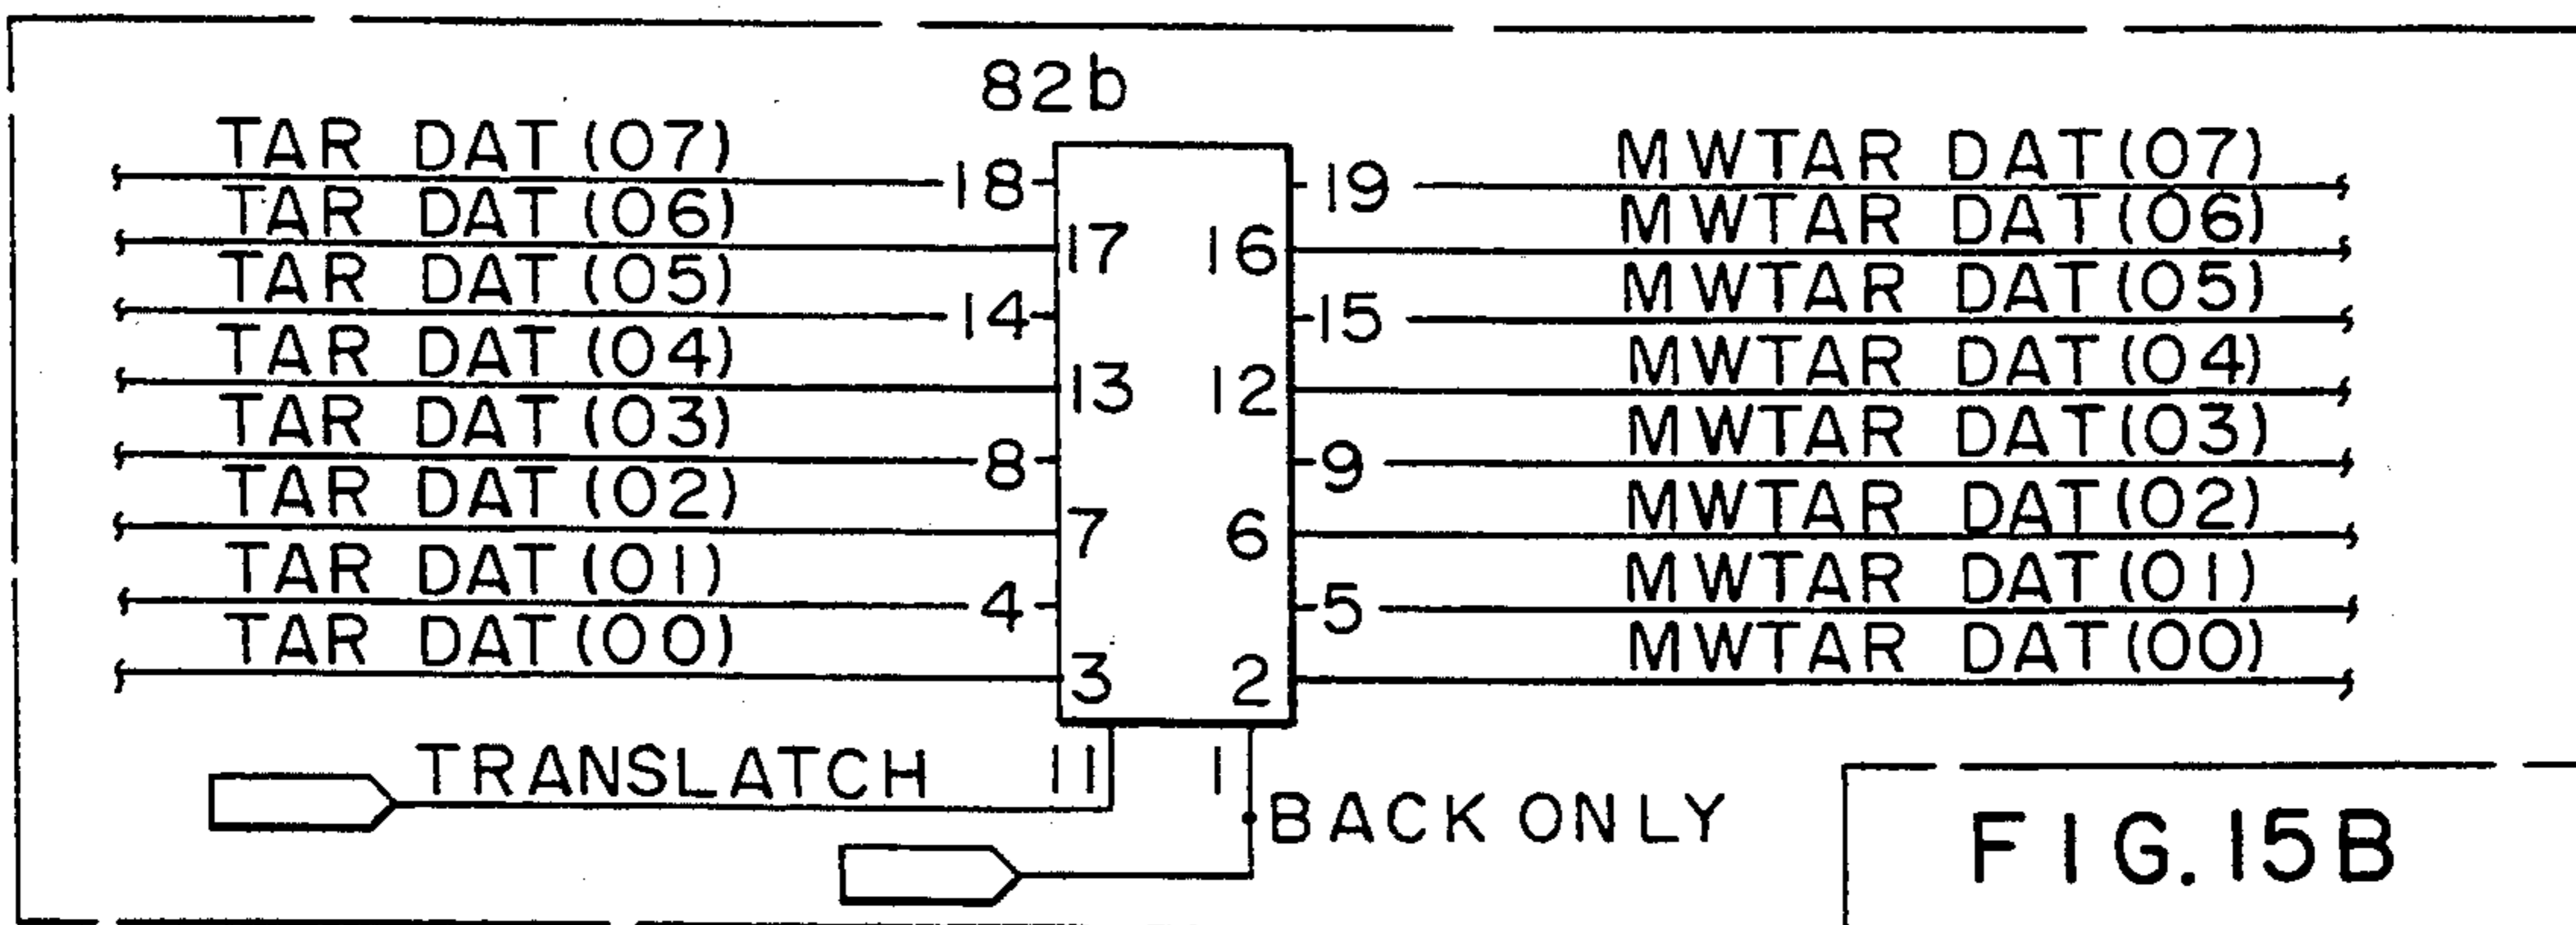 82b
TAR DAT(07) 18 19 MWTAR DAT(07)
TAR DAT(06) 17 16 MWTAR DAT(06)
TAR DAT(05) 14 15 MWTAR DAT(05)
TAR DAT(04) 13 12 MWTAR DAT(04)
TAR DAT(03) 8 9 MWTAR DAT(03)
TAR DAT(02) 7 6 MWTAR DAT(02)
TAR DAT(01) 4 5 MWTAR DAT(01)
TAR DAT(00) 3 2 MWTAR DAT(00)
TRANSLATCH 11 1
BACK ONLY
FIG. 15B